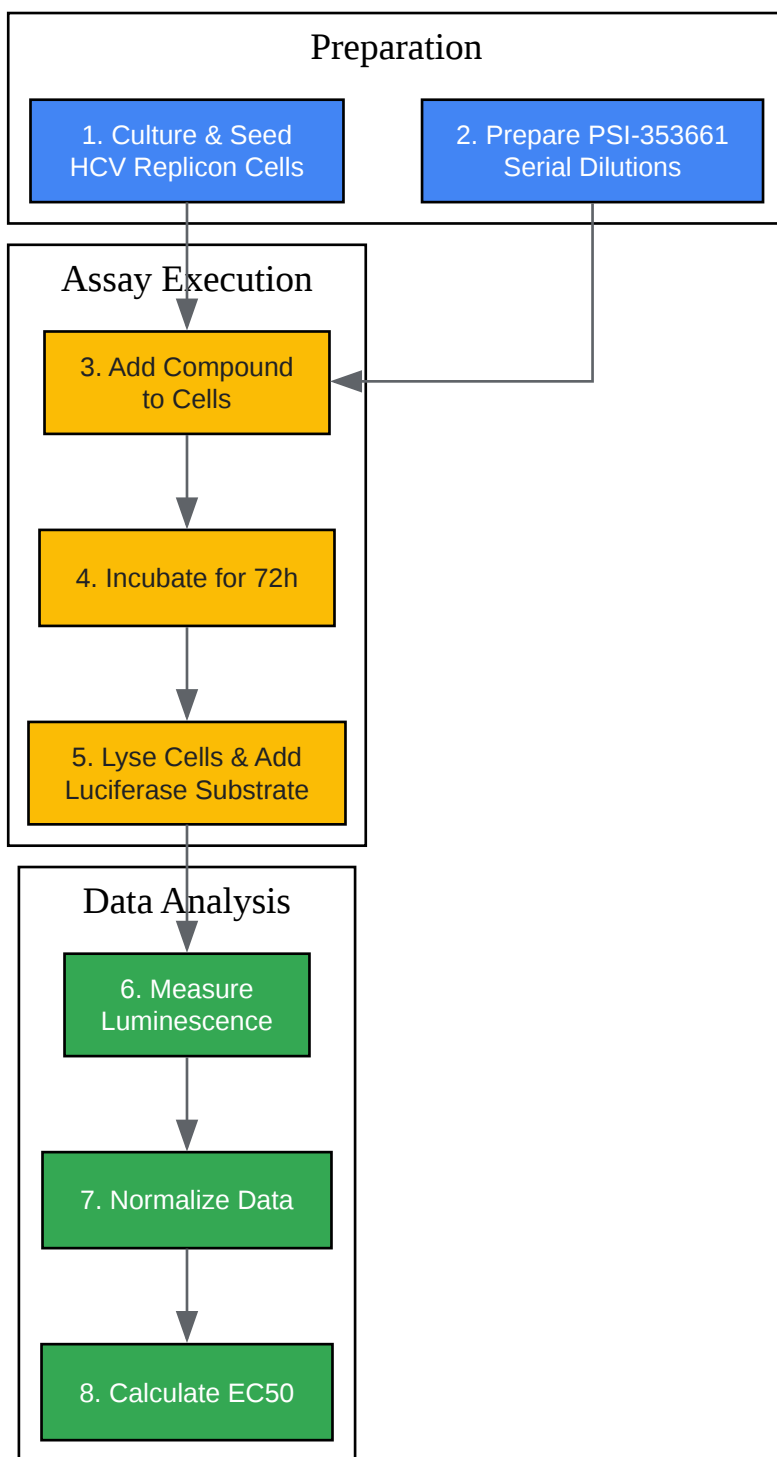 Preparation
1. Culture & Seed
HCV Replicon Cells
2. Prepare PSI-353661
Serial Dilutions
Assay Execution
3. Add Compound
to Cells
4. Incubate for 72h
5. Lyse Cells & Add
Luciferase Substrate
Data Analysis
6. Measure
Luminescence
7. Normalize Data
8. Calculate EC50